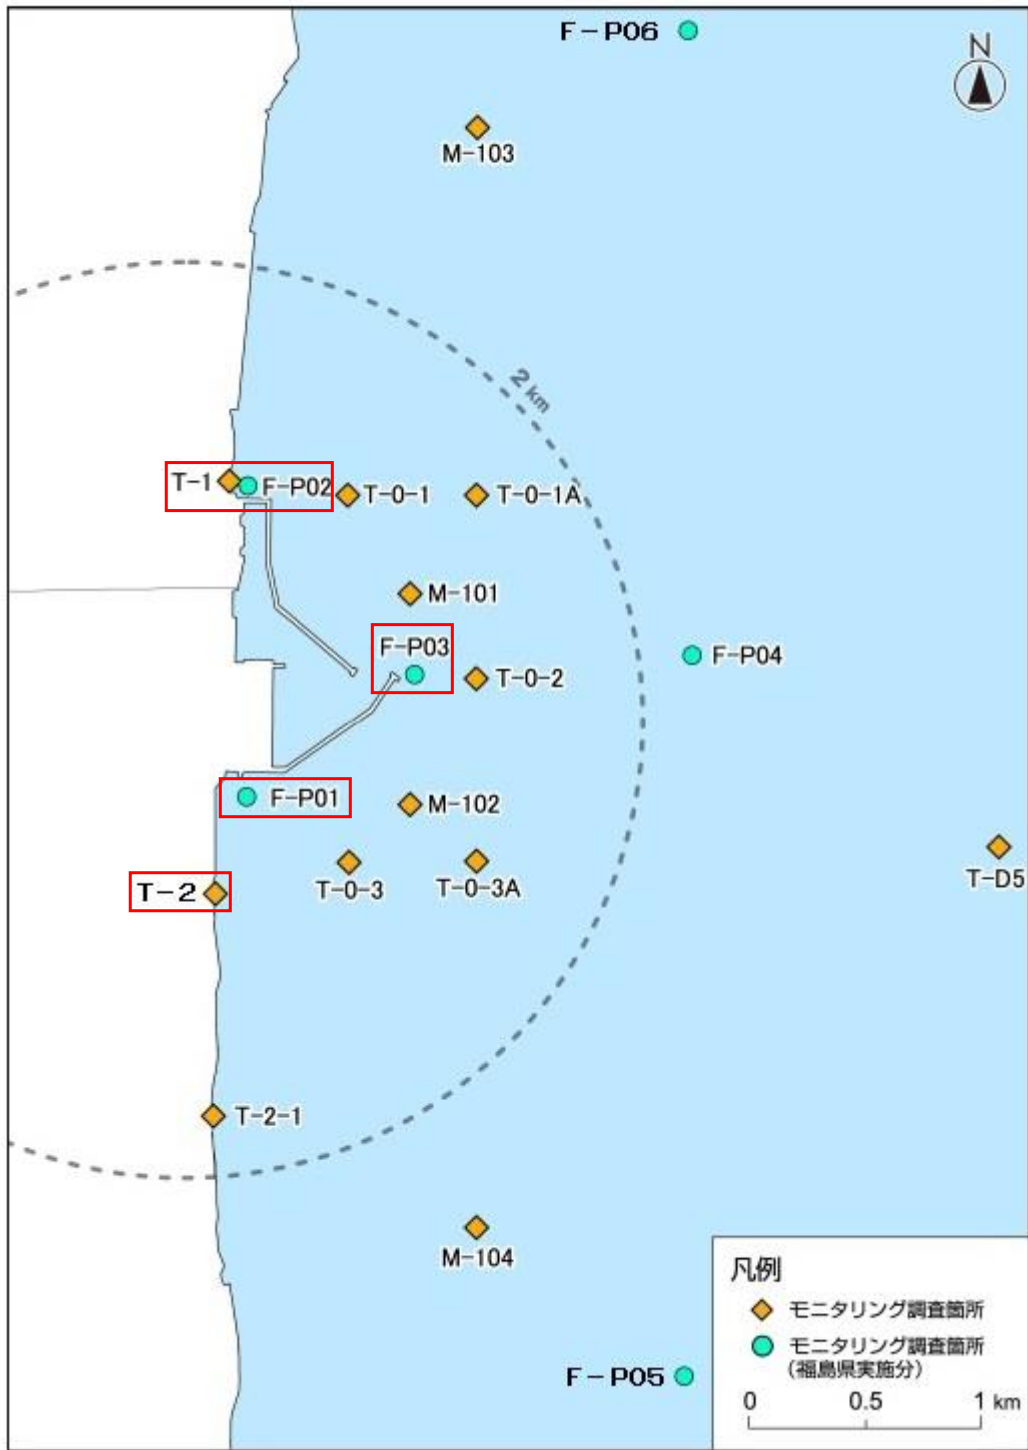 F-P06
N
M-103
2 km
T-1
F-P02
T-0-1
T-0-1A
M-101
F-P03
F-P04
T-0-2
F-P01
M-102
T-0-3
T-0-3A
T-D5
T-2
T-2-1
M-104
F-P05
凡例
モニタリング調査箇所
モニタリング調査箇所
（福島県実施分）
0 0.5 1 km